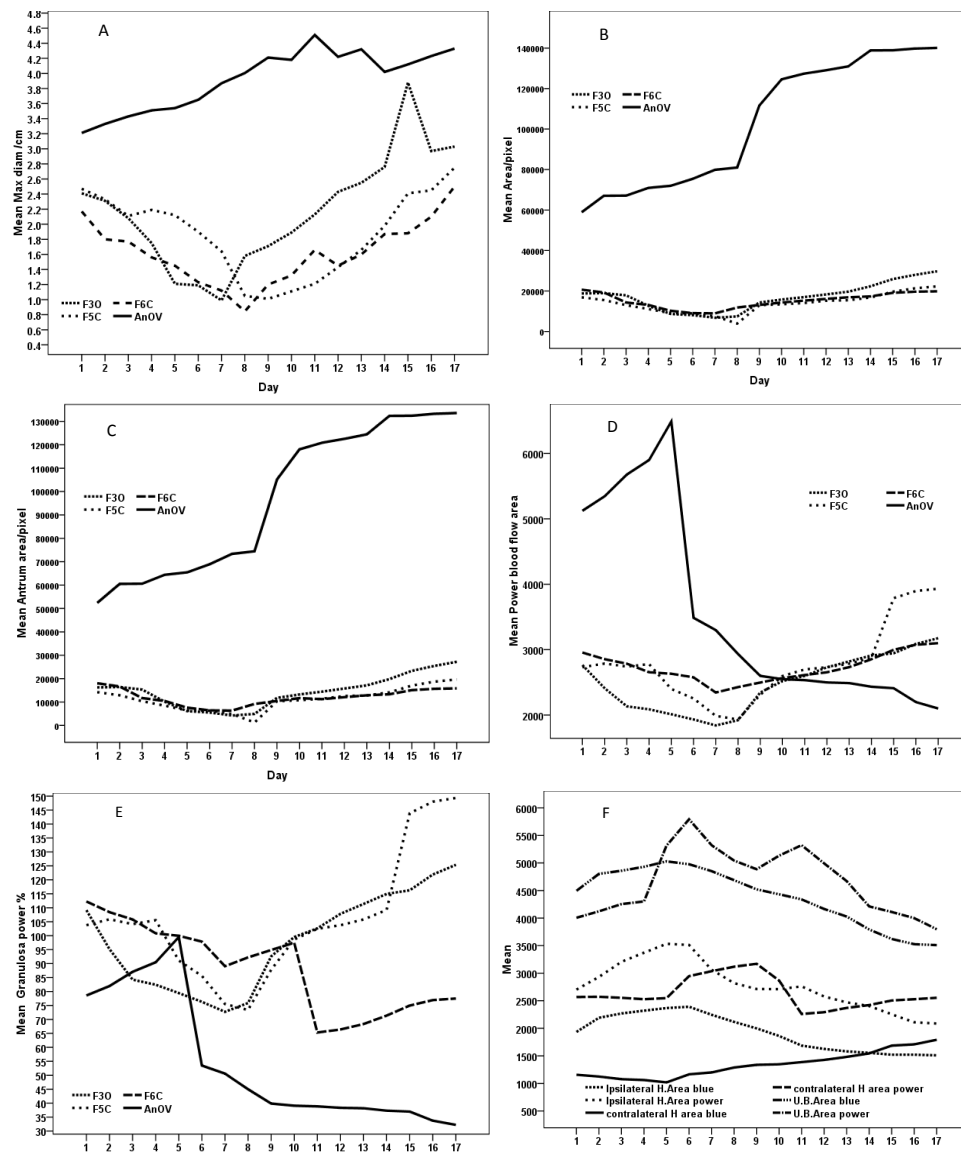 A
Mean Max diam /cm
4.8
4.4
4.0
3.6
3.2
2.8
2.4
2.0
1.6
1.2
0.8
0.4
4.6
4.2
3.8
3.4
3.0
2.6
2.2
1.8
1.4
1.0
0.6
F3O F6C
F5C AnOV
1 2 3 4 5 6 7 8 9 10 11 12 13 14 15 16 17
Day
B
Mean Area/pixel
140000
120000
100000
80000
60000
40000
20000
0
F3O F6C
F5C AnOV
1 2 3 4 5 6 7 8 9 10 11 12 13 14 15 16 17
Day
C
Mean Antrum area/pixel
130000
120000
110000
100000
90000
80000
70000
60000
50000
40000
30000
20000
10000
0
F3O F6C
F5C AnOV
1 2 3 4 5 6 7 8 9 10 11 12 13 14 15 16 17
Day
D
Mean Power blood flow area
6000
5000
4000
3000
2000
F3O F6C
F5C AnOV
1 2 3 4 5 6 7 8 9 10 11 12 13 14 15 16 17
E
Mean Granulosa power %
150
145
140
135
130
125
120
115
110
105
100
95
90
85
80
75
70
65
60
55
50
45
40
35
30
F3O F6C
F5C AnOV
1 2 3 4 5 6 7 8 9 10 11 12 13 14 15 16 17
F
Mean
6000
5500
5000
4500
4000
3500
3000
2500
2000
1500
1000
500
Ipsilateral H.Area blue contralateral H area power
Ipsilateral H.Area power U.B.Area blue
contralateral H area blue U.B.Area power
1 2 3 4 5 6 7 8 9 10 11 12 13 14 15 16 17